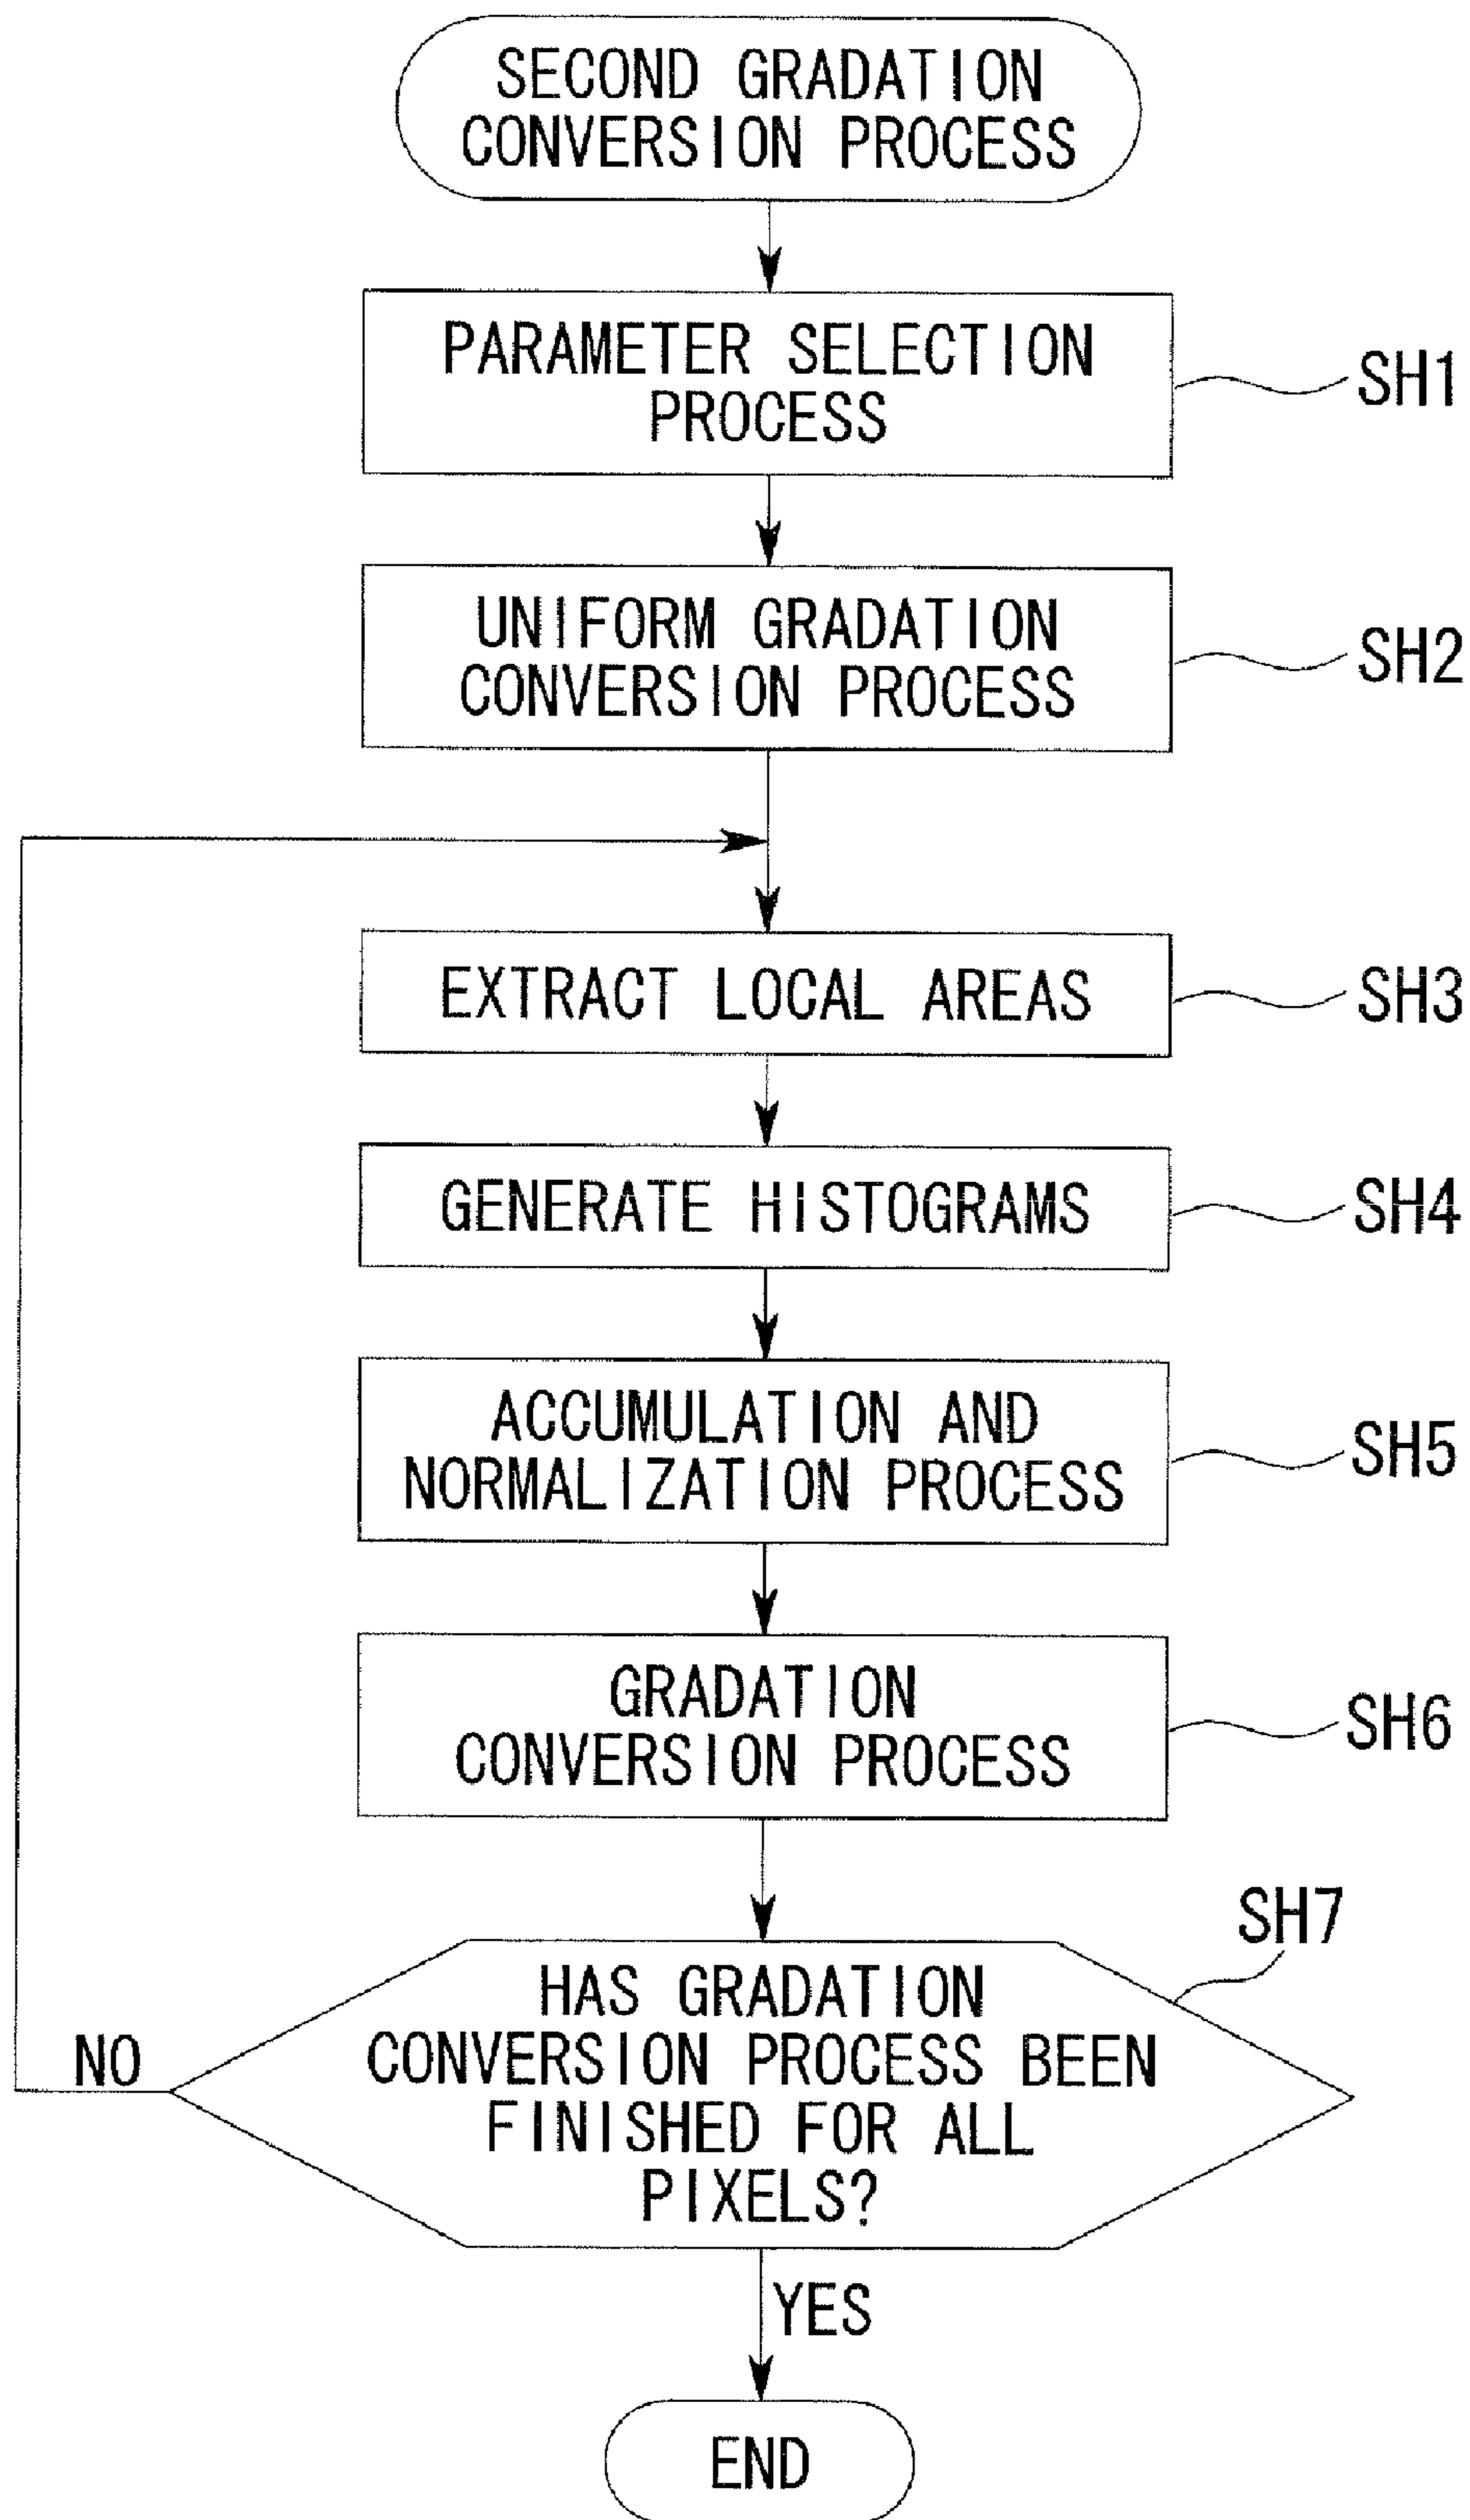 SECOND GRADATION
CONVERSION PROCESS
PARAMETER SELECTION
PROCESS
SH1
UNIFORM GRADATION
CONVERSION PROCESS
SH2
EXTRACT LOCAL AREAS
SH3
GENERATE HISTOGRAMS
SH4
ACCUMULATION AND
NORMALIZATION PROCESS
SH5
GRADATION
CONVERSION PROCESS
SH6
SH7
HAS GRADATION
CONVERSION PROCESS BEEN
FINISHED FOR ALL
PIXELS?
NO
YES
END